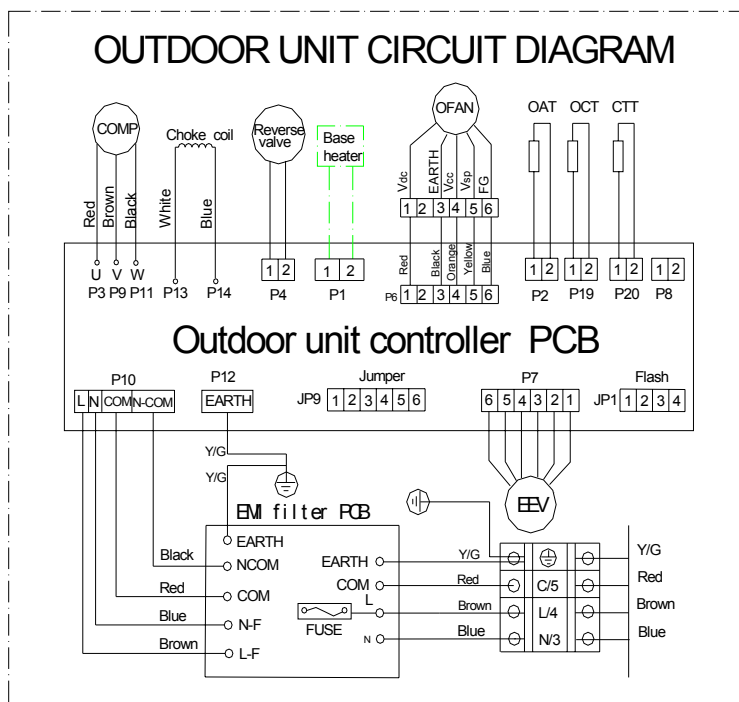 OUTDOOR UNIT CIRCUIT DIAGRAM
COMP
Choke coil
Reverse
valve
Base
heater
OFAN
OAT OCT CTT
Red
Brown
Black
White
Blue
Vdc
EARTH
Vcc
Vsp
FG
1 2 3 4 5 6
Red
Black
Orange
Yellow
Blue
U V W
P3 P9 P11
P13 P14
1 2
P4
1 2
P1
P6 1 2 3 4 5 6
1 2
P2
1 2
P19
1 2
P20
1 2
P8
Outdoor unit controller PCB
P10
L N COM N-COM
P12
EARTH
Jumper
JP9 1 2 3 4 5 6
P7
6 5 4 3 2 1
Flash
JP1 1 2 3 4
Y/G
Y/G
EEV
EMI filter PCB
EARTH
Black NCOM
Red COM
Blue N-F
Brown L-F
EARTH Y/G Y/G
COM Red C/5 Red
L Brown L/4 Brown
FUSE
N Blue N/3 Blue